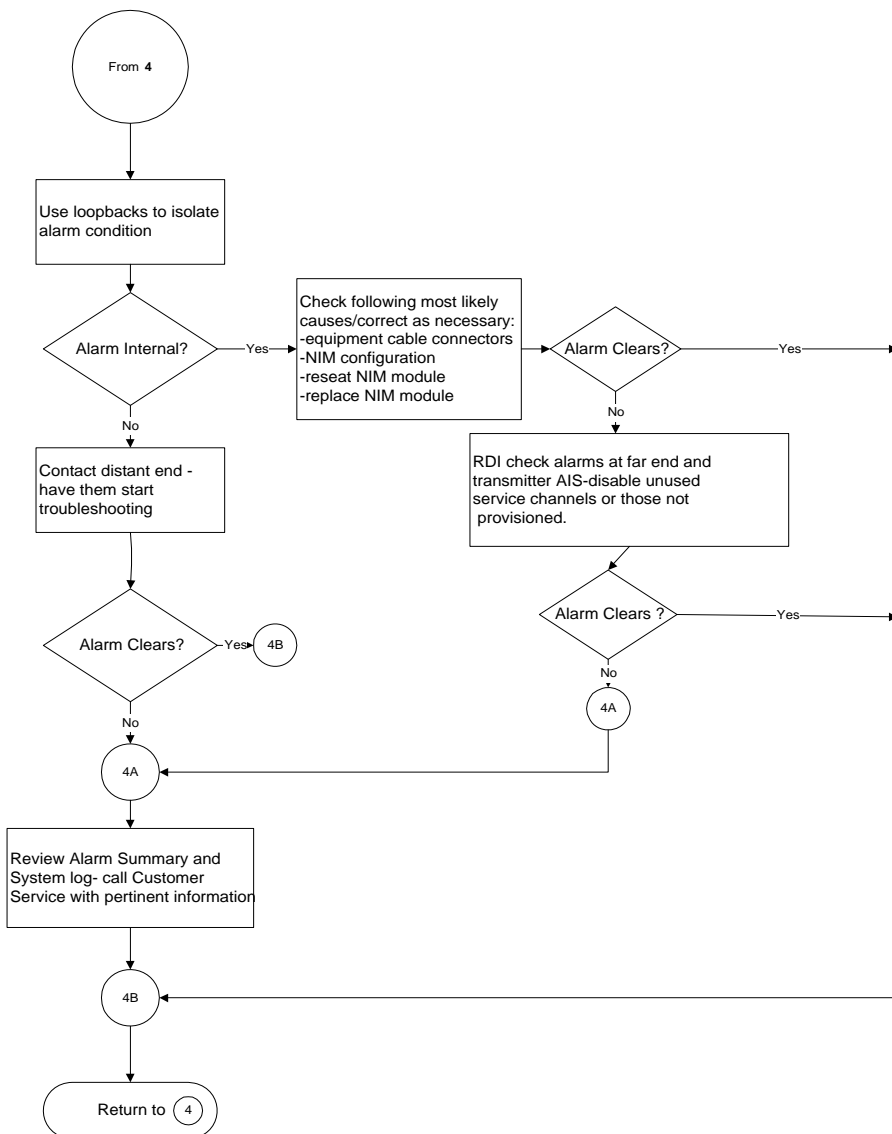 From 4
Use loopbacks to isolate
alarm condition
Alarm Internal?
Yes
Check following most likely
causes/correct as necessary:
-equipment cable connectors
-NIM configuration
-reseat NIM module
-replace NIM module
Alarm Clears?
Yes
No
No
Contact distant end -
have them start
troubleshooting
RDI check alarms at far end and
transmitter AIS-disable unused
service channels or those not
provisioned.
Alarm Clears?
Yes
4B
Alarm Clears ?
Yes
No
4A
No
4A
Review Alarm Summary and
System log- call Customer
Service with pertinent information
4B
Return to 4